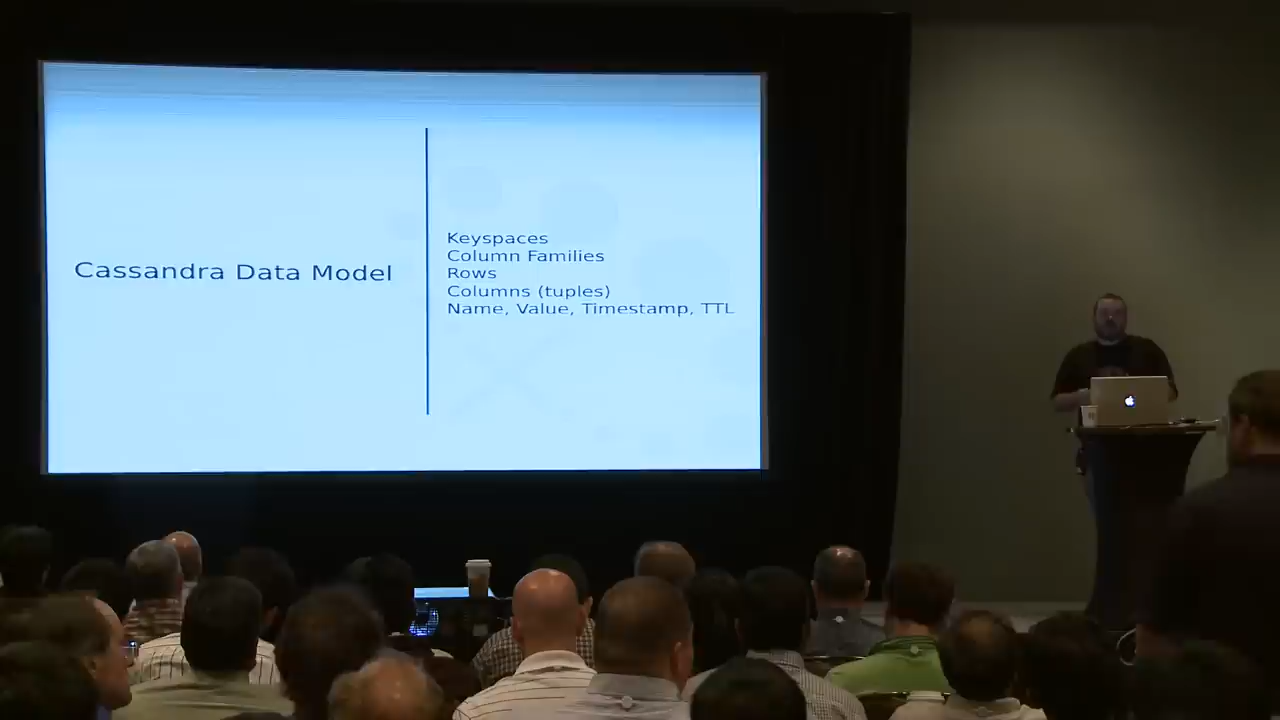 Cassandra Data Model
Keyspaces
Column Families
Rows
Columns (tuples)
Name, Value, Timestamp, TTL